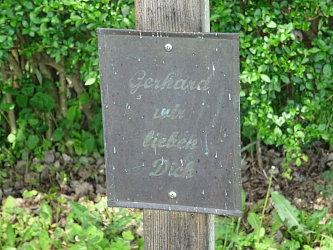 Gerhard
wir
lieben
Dich